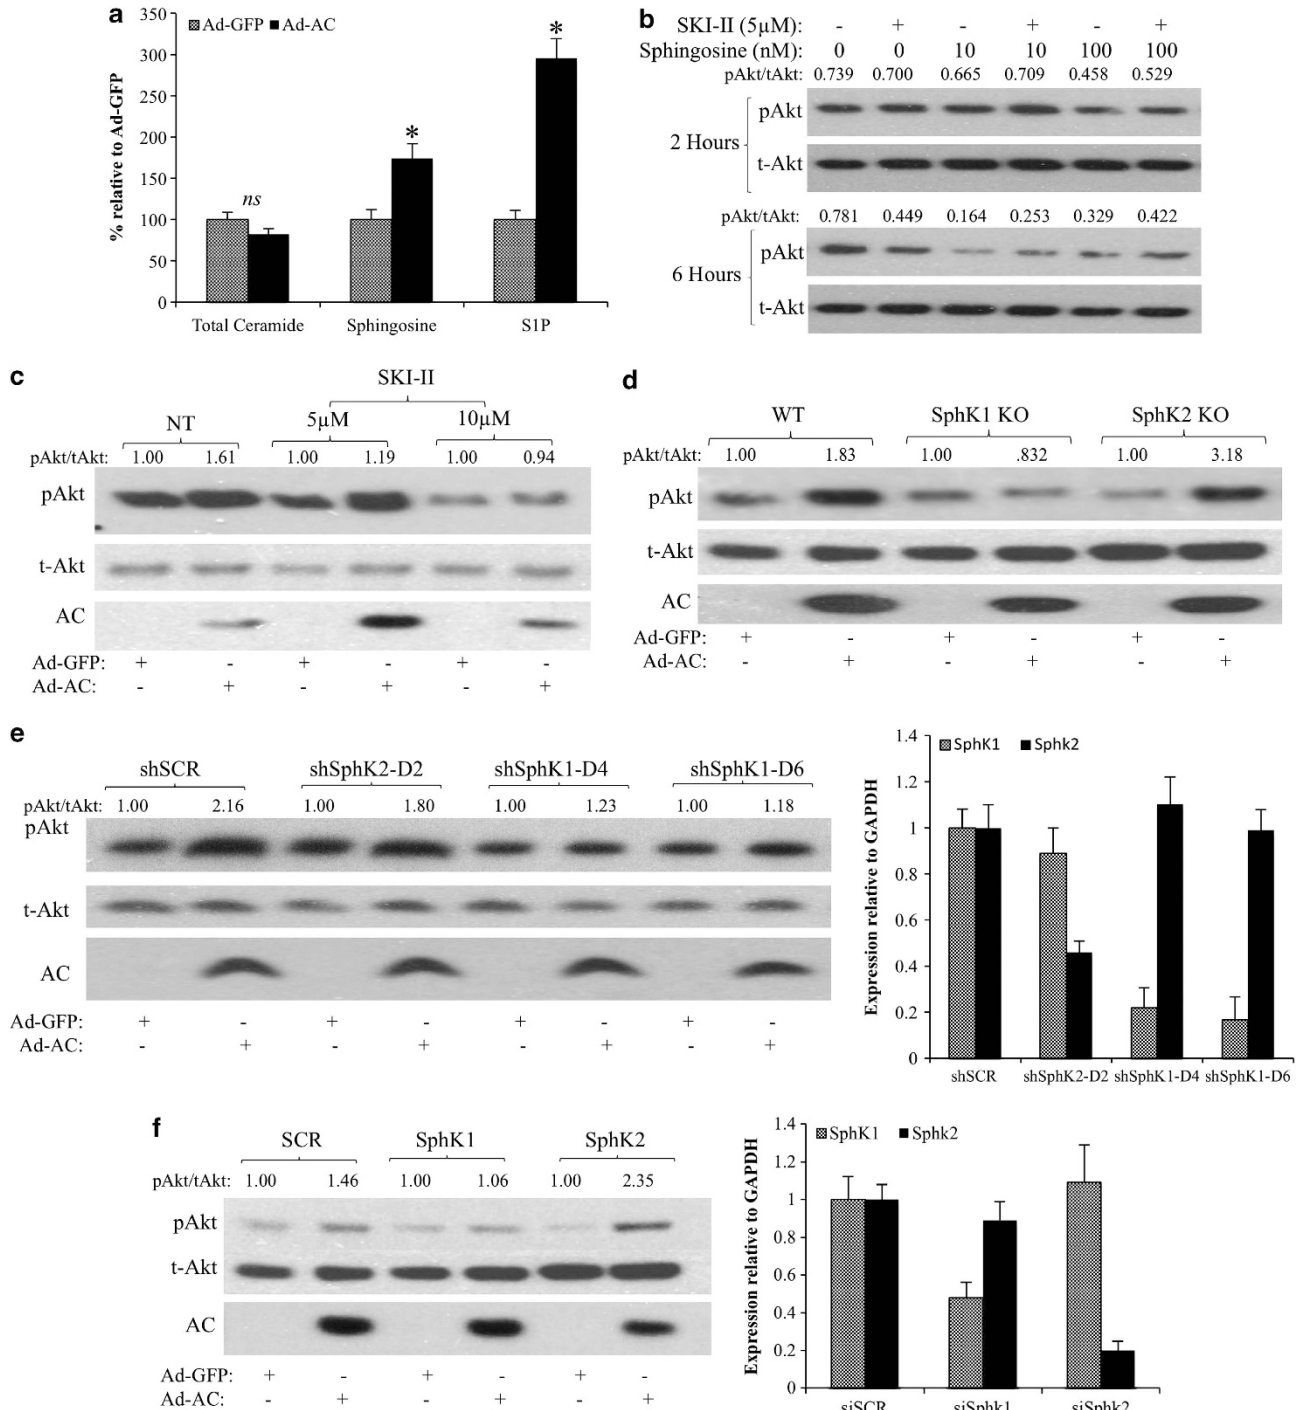 a
Ad-GFP Ad-AC
350
300
250
200
150
100
50
0
% relative to Ad-GFP
ns
*
*
Total Ceramide Sphingosine S1P
b
SKI-II (5µM): - + - + - +
Sphingosine (nM): 0 0 10 10 100 100
pAkt/tAkt: 0.739 0.700 0.665 0.709 0.458 0.529
2 Hours
pAkt
t-Akt
pAkt/tAkt: 0.781 0.449 0.164 0.253 0.329 0.422
6 Hours
pAkt
t-Akt
c
SKI-II
NT 5µM 10µM
pAkt/tAkt: 1.00 1.61 1.00 1.19 1.00 0.94
pAkt
t-Akt
AC
Ad-GFP: + - + - + -
Ad-AC: - + - + - +
d
WT SphK1 KO SphK2 KO
pAkt/tAkt: 1.00 1.83 1.00 .832 1.00 3.18
pAkt
t-Akt
AC
Ad-GFP: + - + - + -
Ad-AC: - + - + - +
e
shSCR shSphK2-D2 shSphK1-D4 shSphK1-D6
pAkt/tAkt: 1.00 2.16 1.00 1.80 1.00 1.23 1.00 1.18
pAkt
t-Akt
AC
Ad-GFP: + - + - + - + -
Ad-AC: - + - + - + - +
SphK1 Sphk2
1.4
1.2
1
0.8
0.6
0.4
0.2
0
Expression relative to GAPDH
shSCR shSphK2-D2 shSphK1-D4 shSphK1-D6
f
SCR SphK1 SphK2
pAkt/tAkt: 1.00 1.46 1.00 1.06 1.00 2.35
pAkt
t-Akt
AC
Ad-GFP: + - + - + -
Ad-AC: - + - + - +
SphK1 Sphk2
1.4
1.2
1
0.8
0.6
0.4
0.2
0
Expression relative to GAPDH
siSCR siSphk1 siSphk2